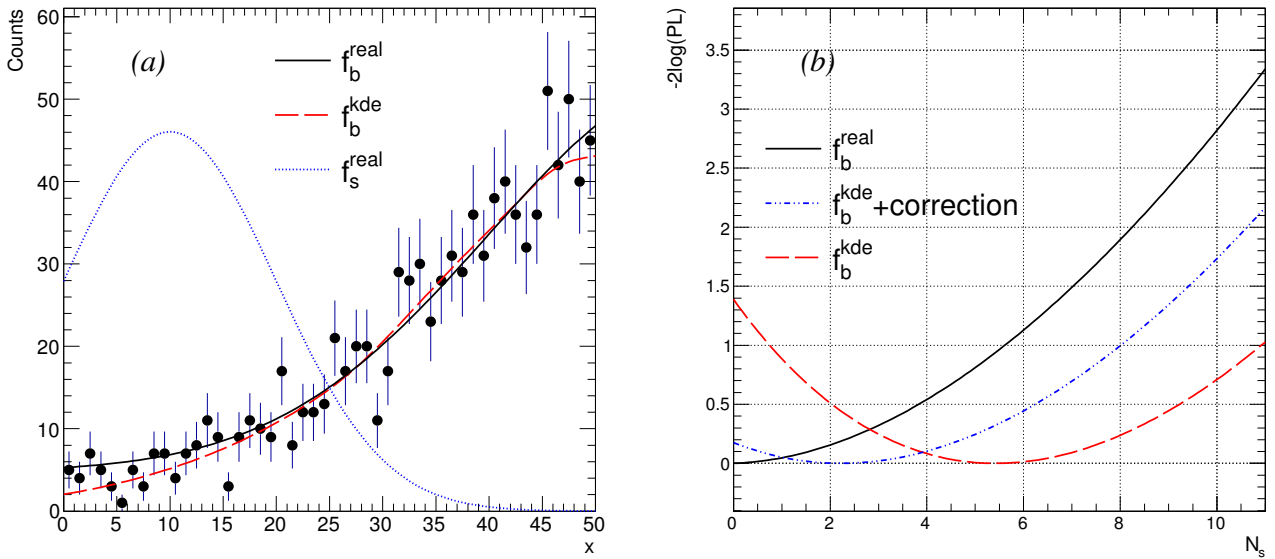 Counts
60
50
40
30
20
10
0
(a)
f_b^real
f_b^kde
f_s^real
0 5 10 15 20 25 30 35 40 45 50
x
-2log(PL)
3.5
3
2.5
2
1.5
1
0.5
0
(b)
f_b^real
f_b^kde+correction
f_b^kde
0 2 4 6 8 10
N_s